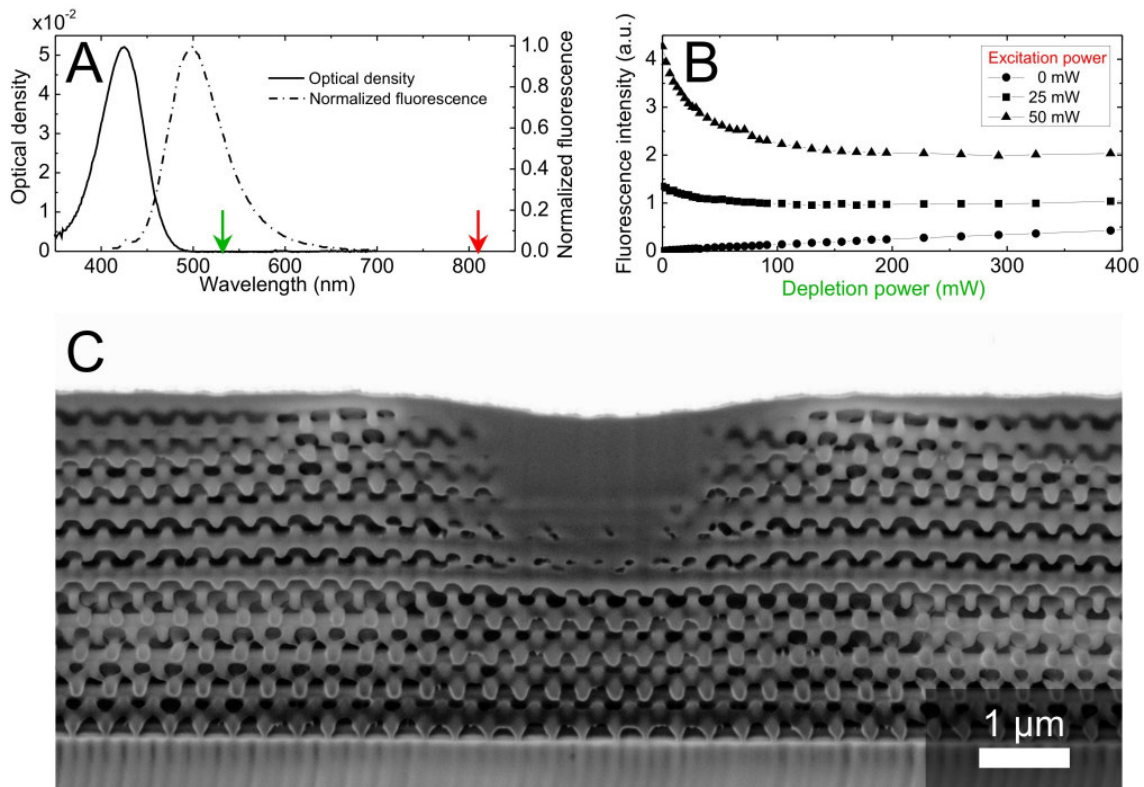 x10⁻²
A
5
4
3
2
1
0
Optical density
400
500
600
700
800
Wavelength (nm)
1.0
0.8
0.6
0.4
0.2
0.0
Normalized fluorescence
Optical density
Normalized fluorescence
B
4
3
2
1
0
Fluorescence intensity (a.u.)
0
100
200
300
400
Depletion power (mW)
Excitation power
0 mW
25 mW
50 mW
C
1 µm